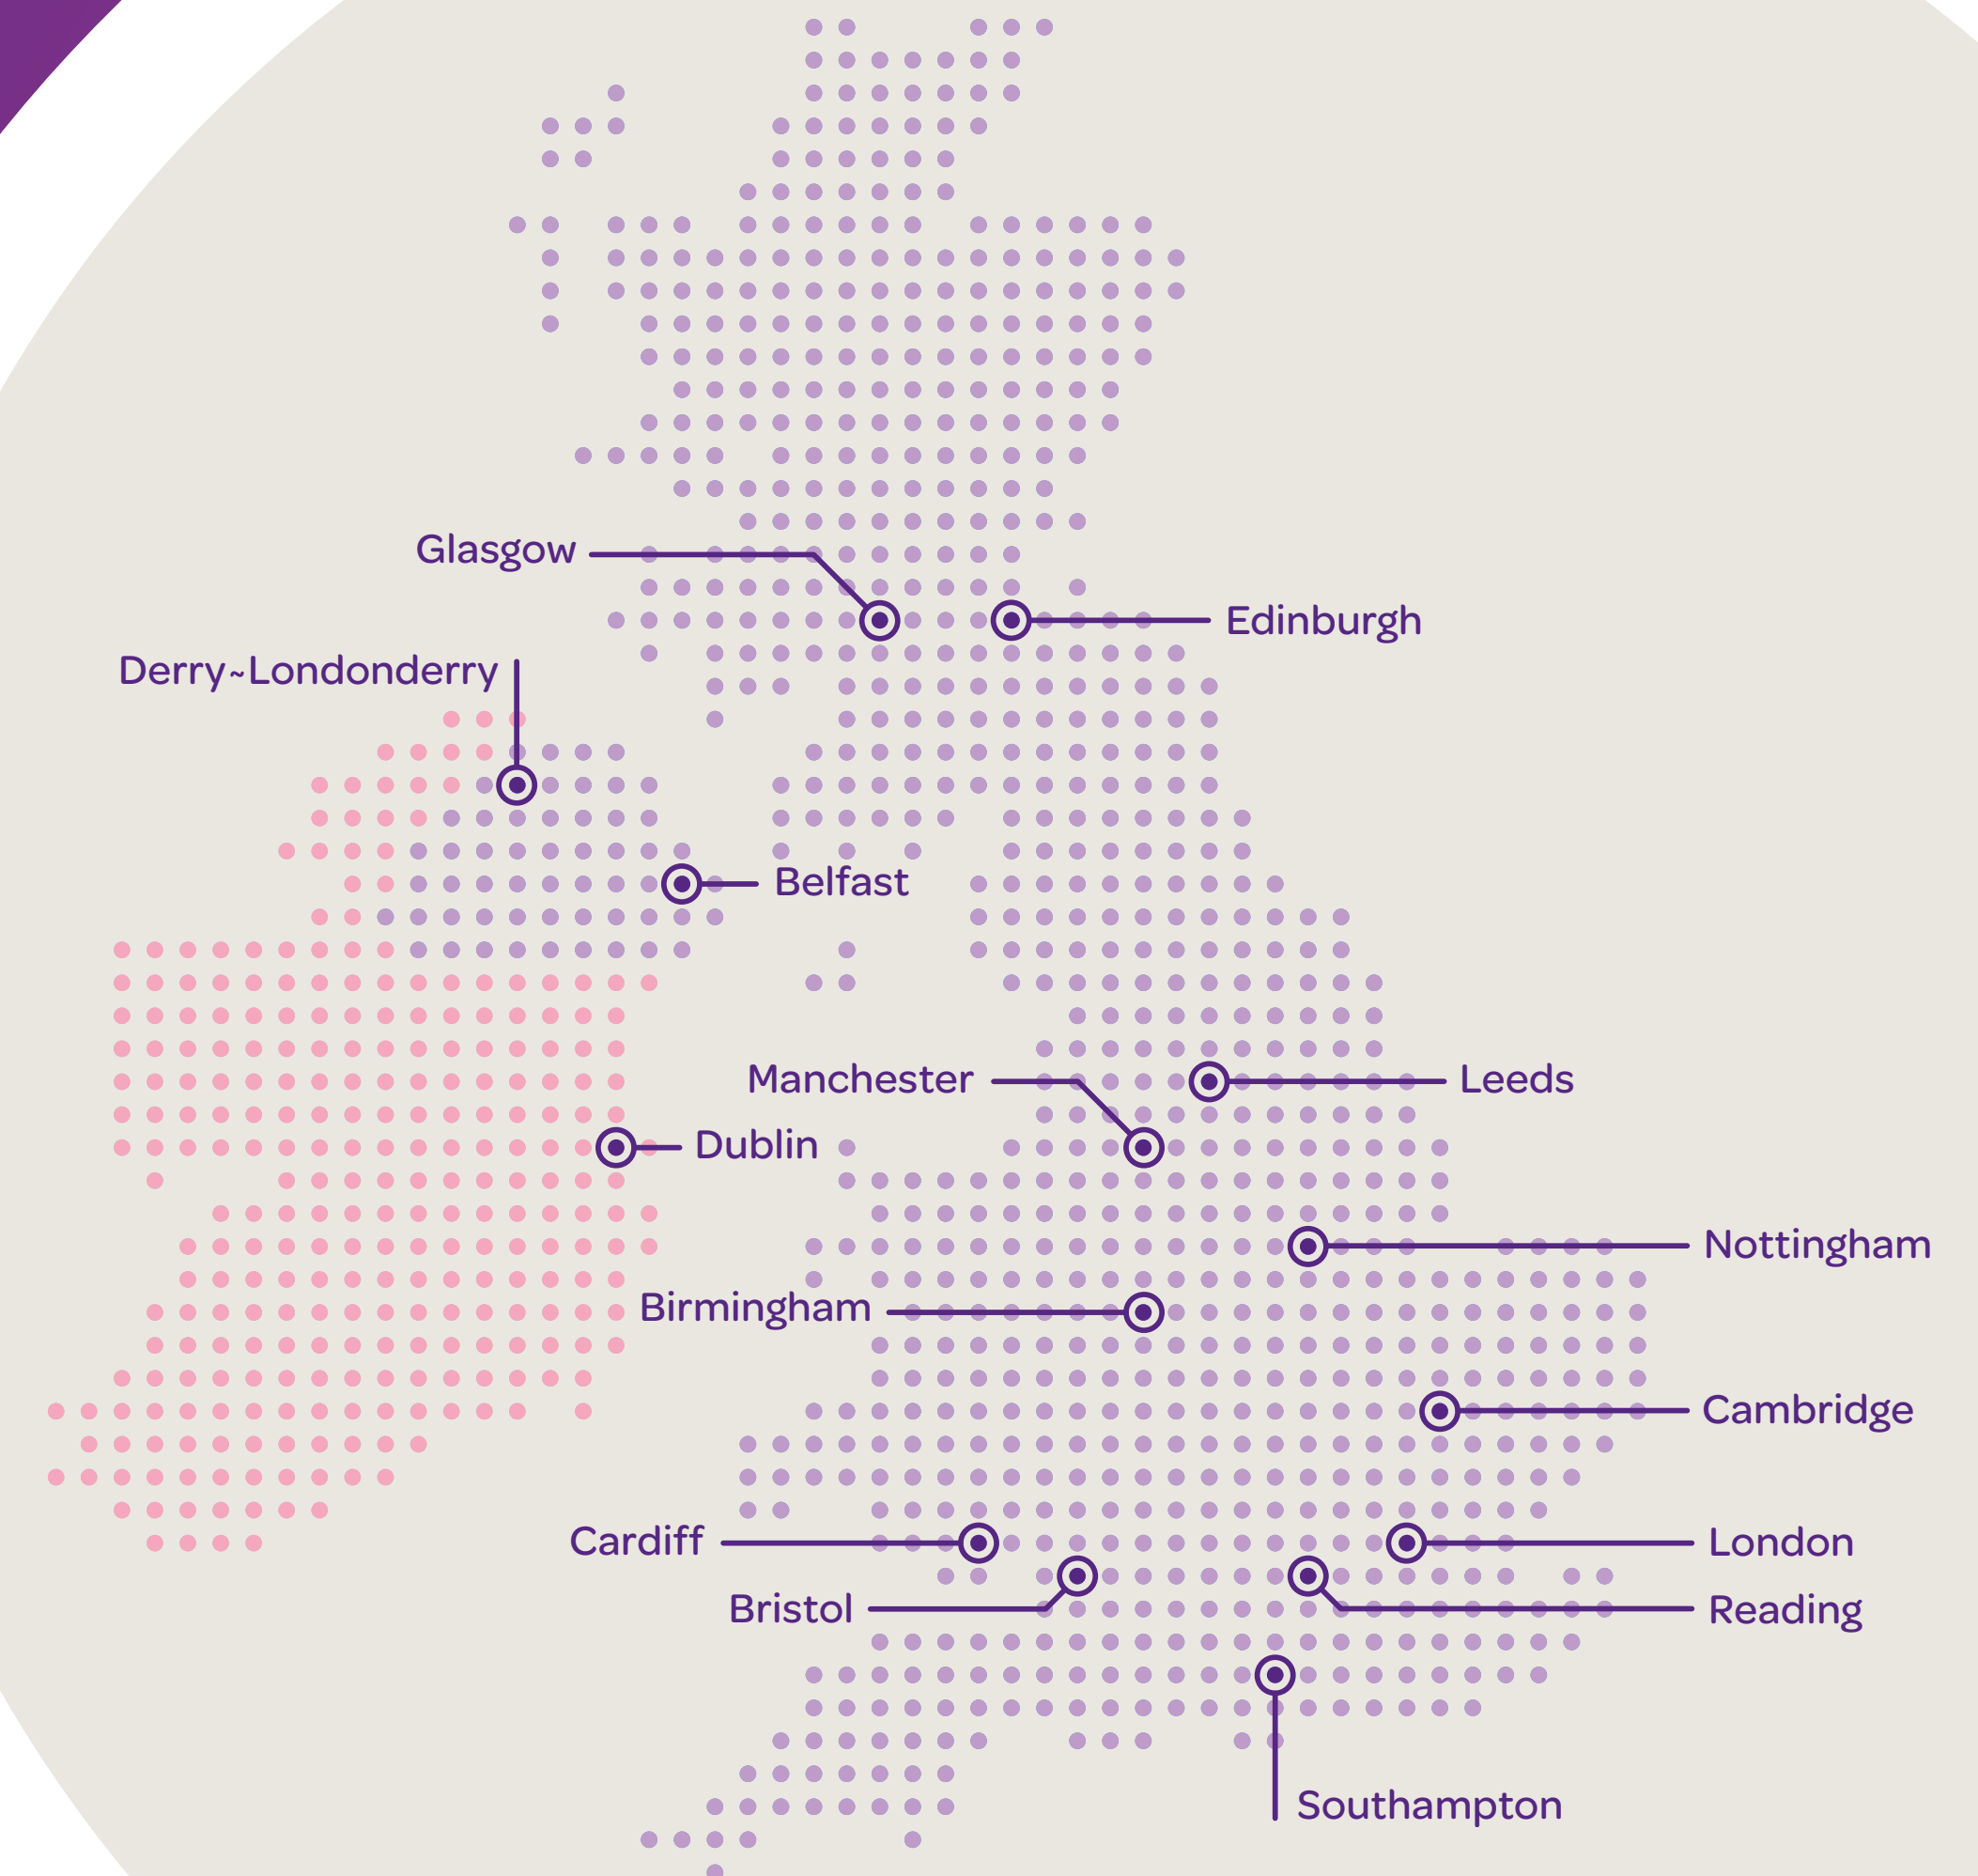 Glasgow
Edinburgh
Derry~Londonderry
Belfast
Manchester
Leeds
Dublin
Nottingham
Birmingham
Cambridge
Cardiff
London
Bristol
Reading
Southampton